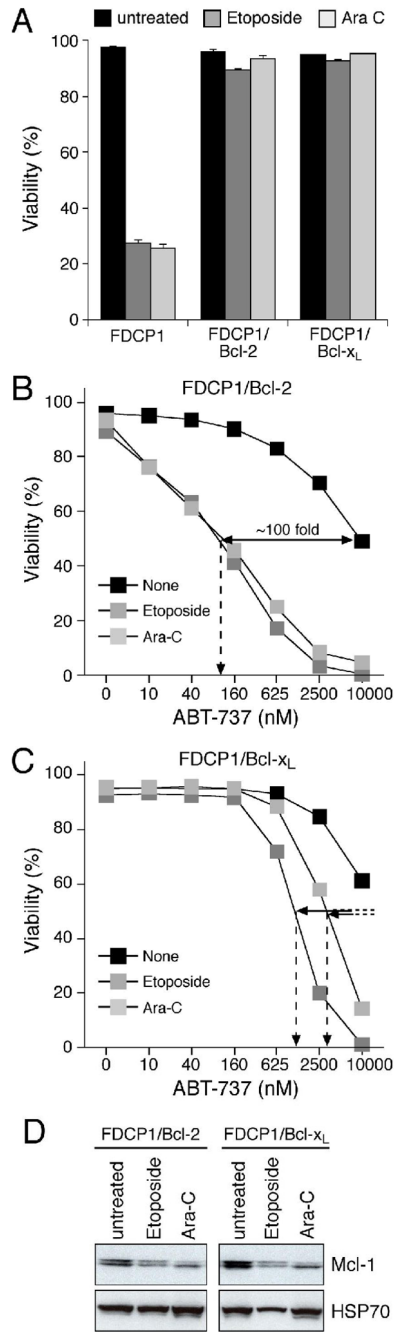 A
untreated Etoposide Ara C
100
80
60
40
20
0
Viability (%)
FDCP1
FDCP1/
Bcl-2
FDCP1/
Bcl-xL
B
FDCP1/Bcl-2
100
80
60
40
20
0
Viability (%)
~100 fold
None
Etoposide
Ara-C
0 10 40 160 625 2500 10000
ABT-737 (nM)
C
FDCP1/Bcl-xL
100
80
60
40
20
0
Viability (%)
None
Etoposide
Ara-C
0 10 40 160 625 2500 10000
ABT-737 (nM)
D
FDCP1/Bcl-2 FDCP1/Bcl-xL
untreated Etoposide Ara-C untreated Etoposide Ara-C
Mcl-1
HSP70